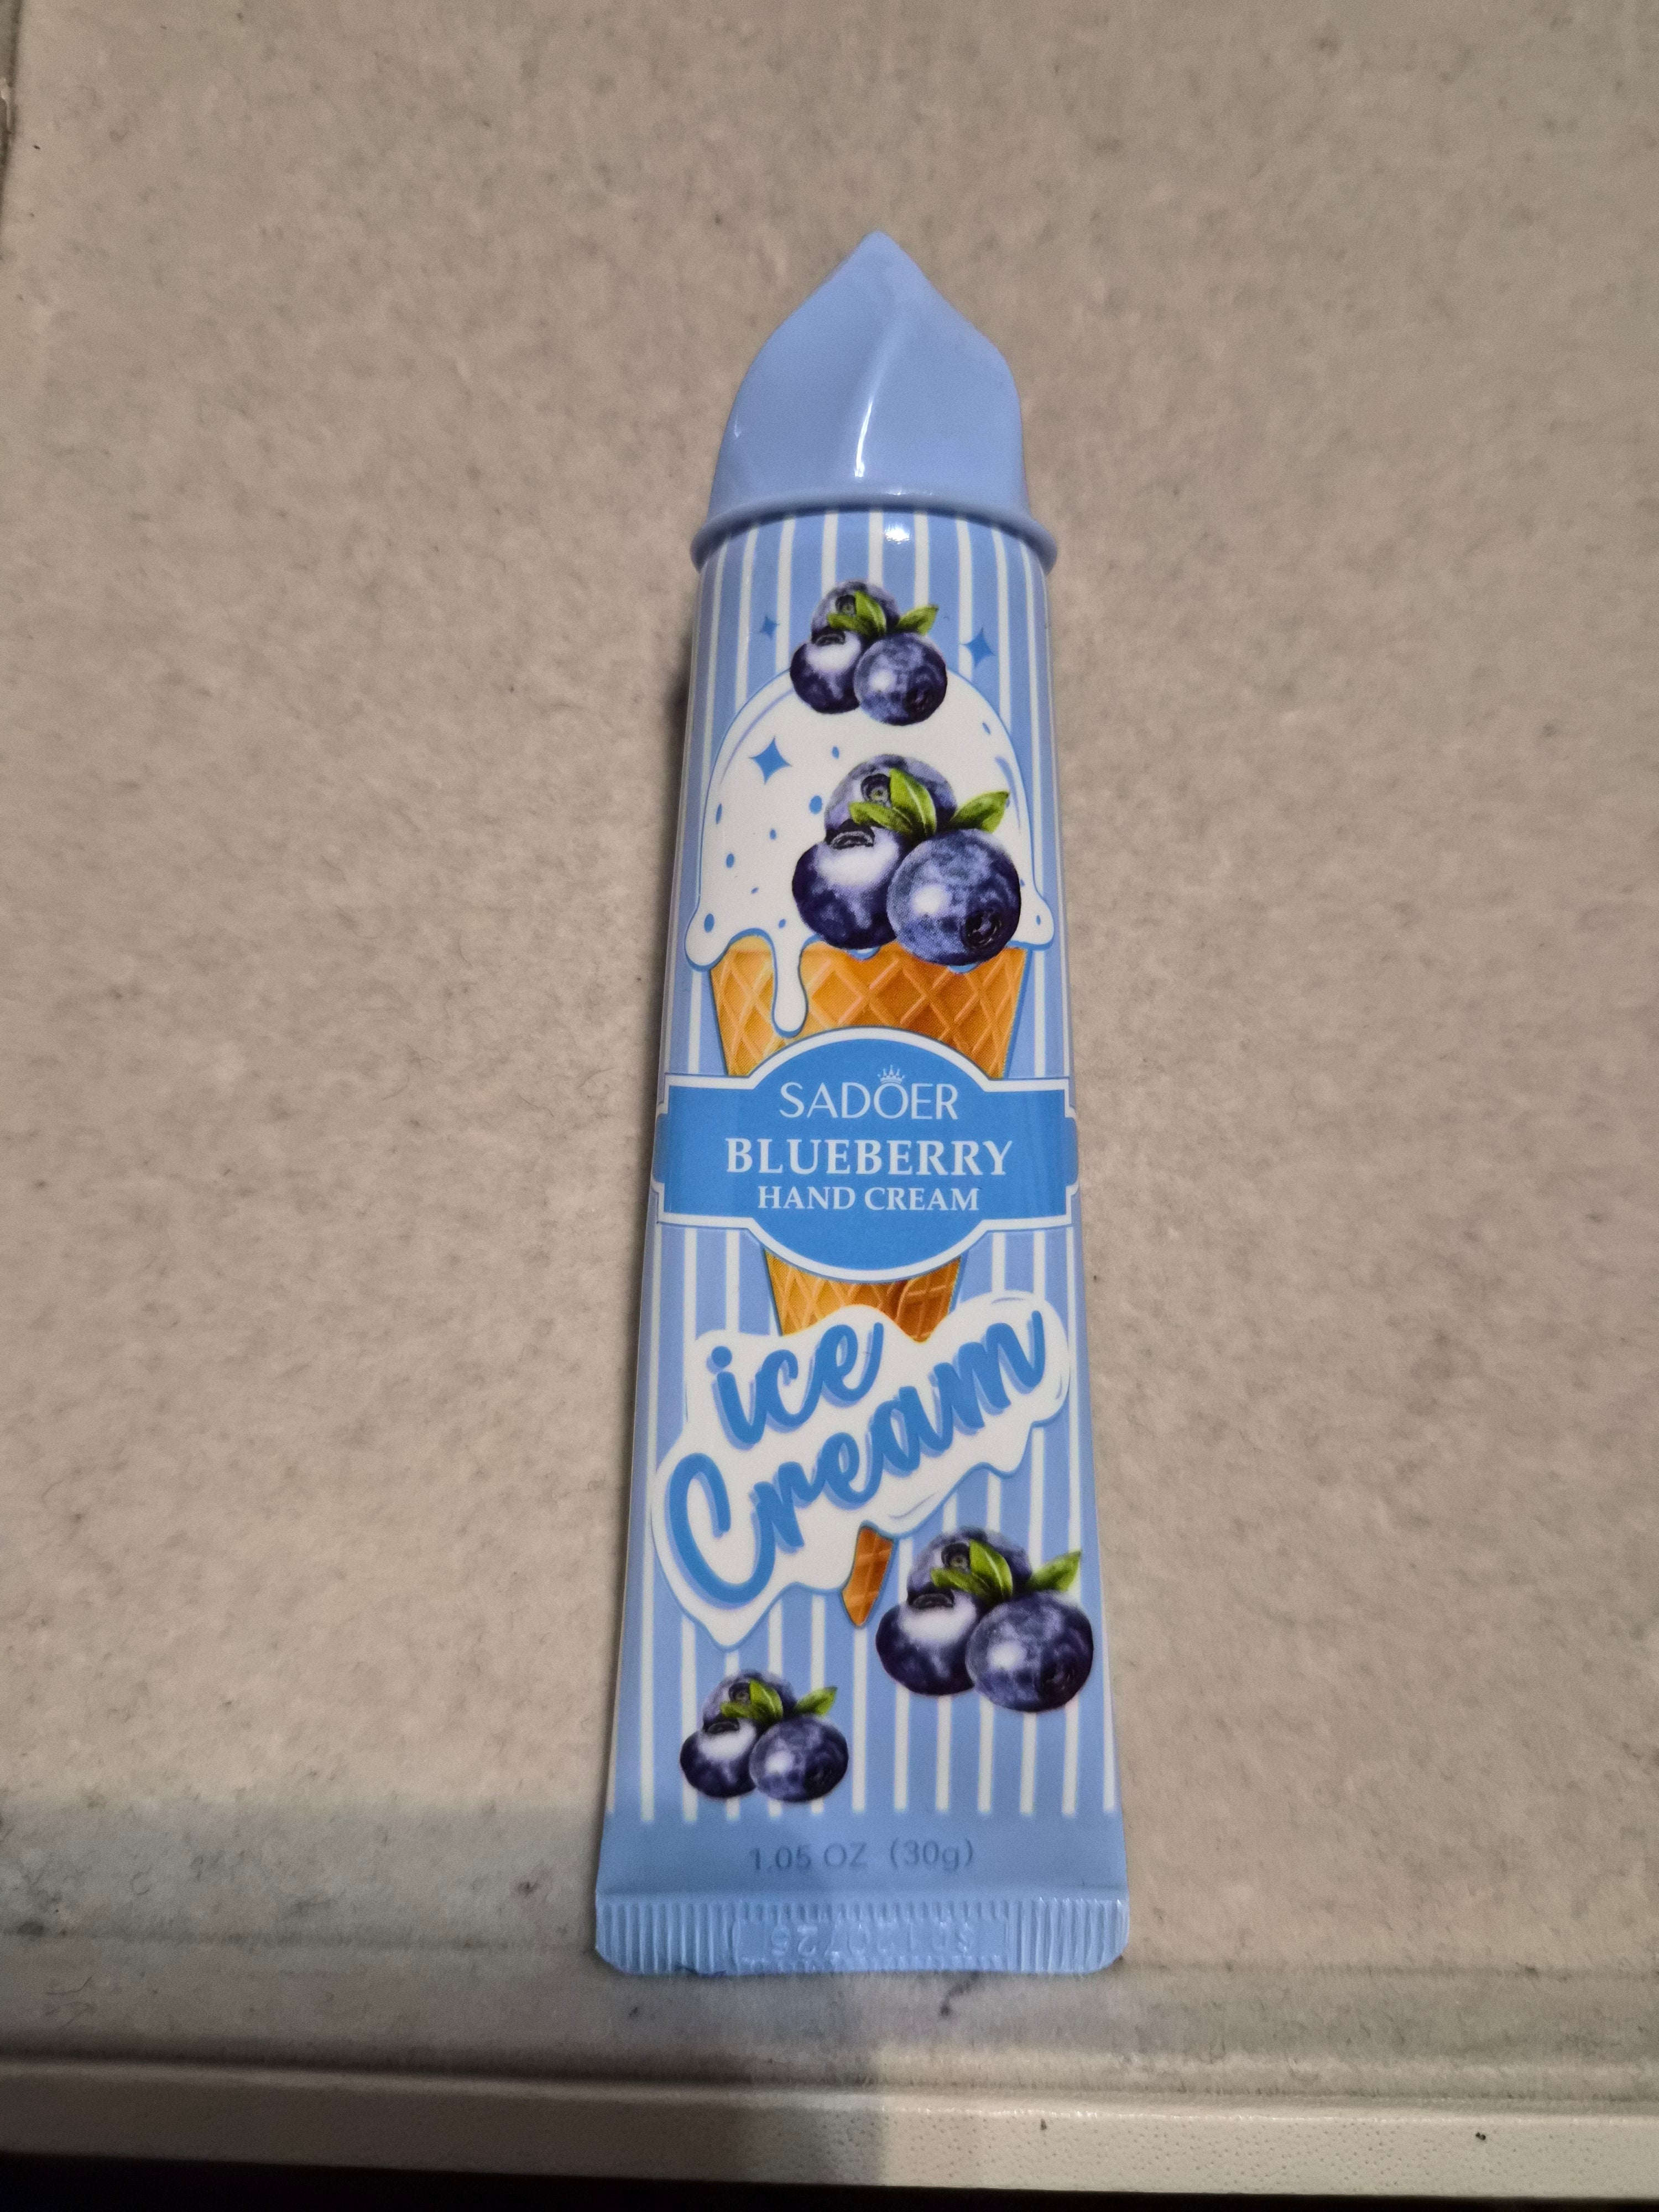 SADOER
BLUEBERRY
HAND CREAM
ice
Cream
1.05 OZ (30g)